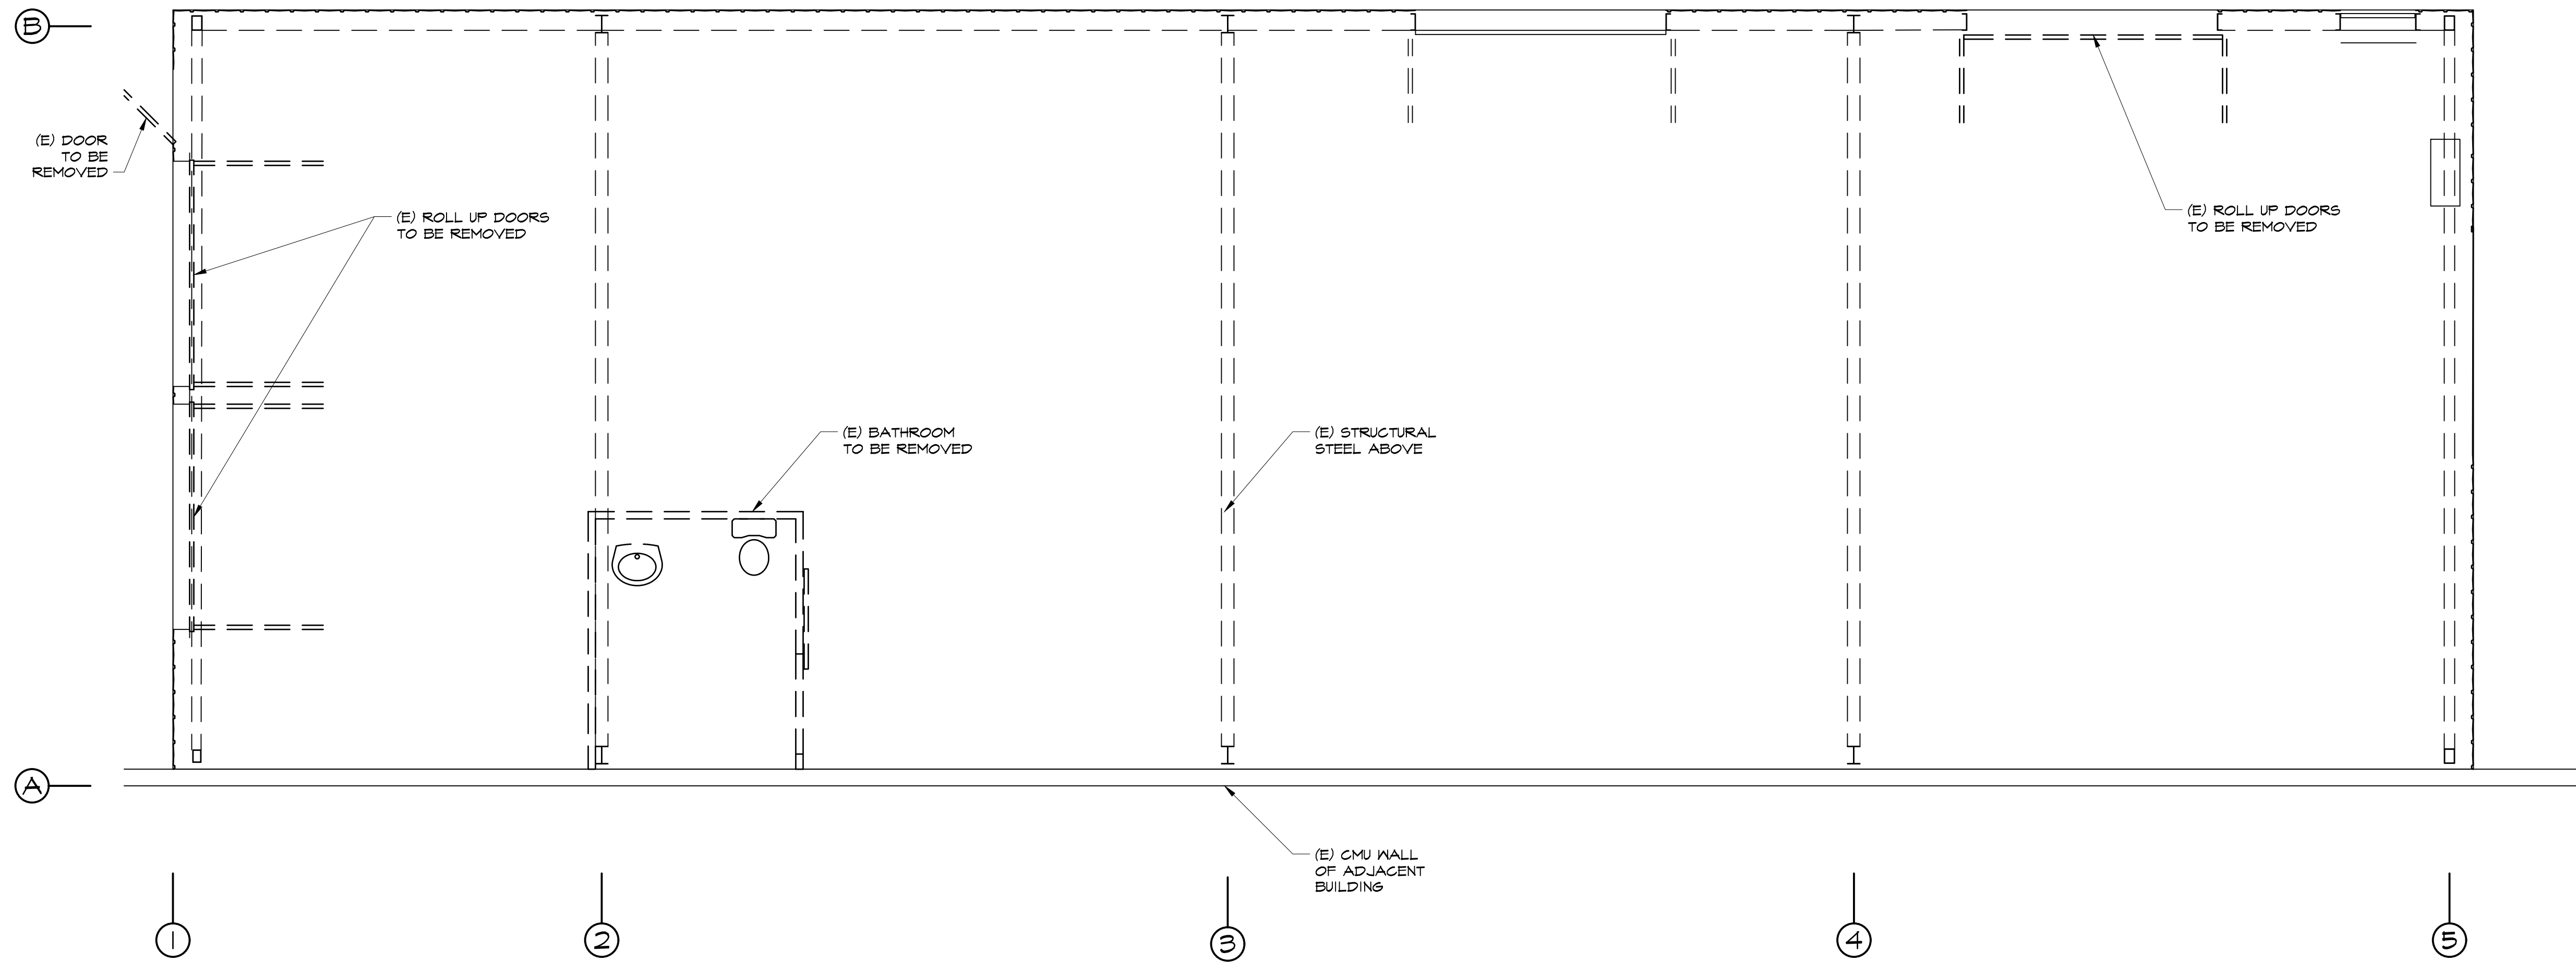 B
(E) DOOR
TO BE
REMOVED
(E) ROLL UP DOORS
TO BE REMOVED
(E) ROLL UP DOORS
TO BE REMOVED
(E) BATHROOM
TO BE REMOVED
(E) STRUCTURAL
STEEL ABOVE
A
(E) CMU WALL
OF ADJACENT
BUILDING
1
2
3
4
5